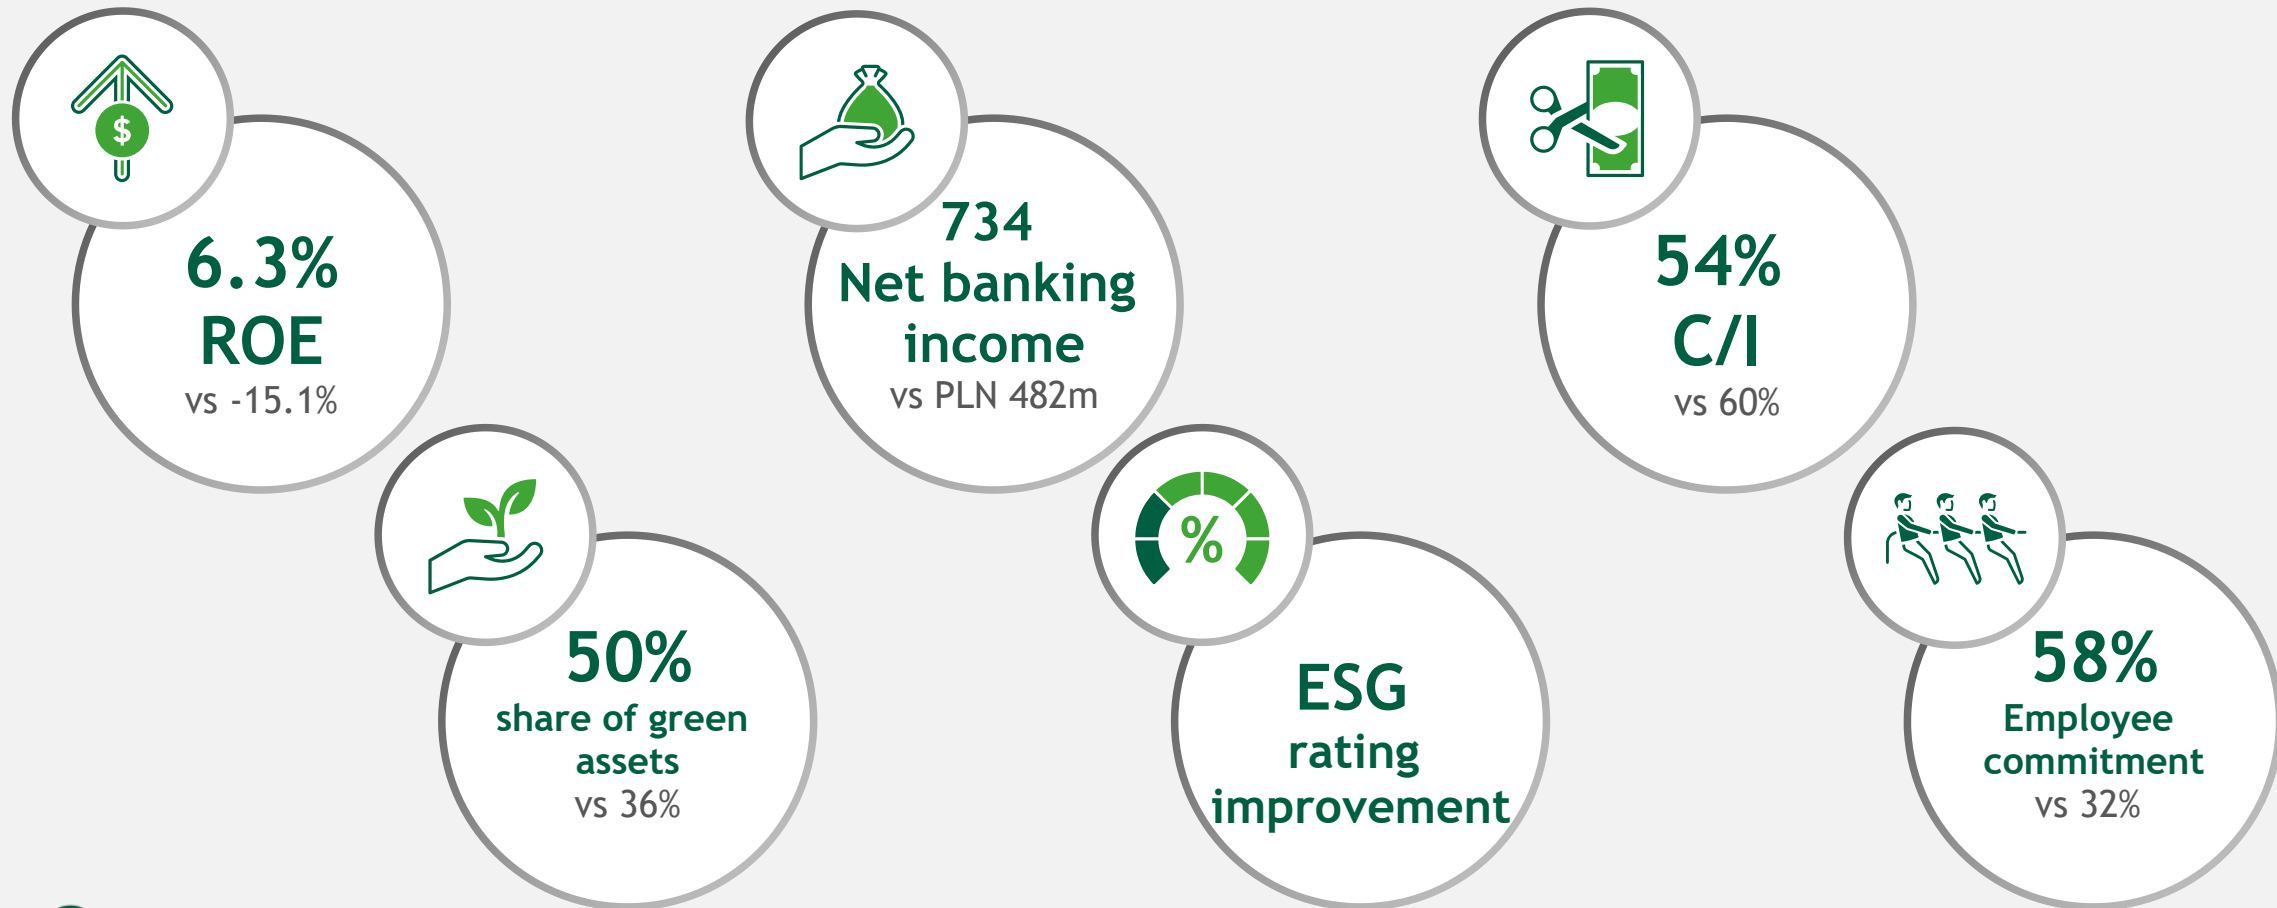 $
6.3%
ROE
vs -15.1%
734
Net banking
income
vs PLN 482m
54%
C/I
vs 60%
50%
share of green
assets
vs 36%
%
ESG
rating
improvement
58%
Employee
commitment
vs 32%